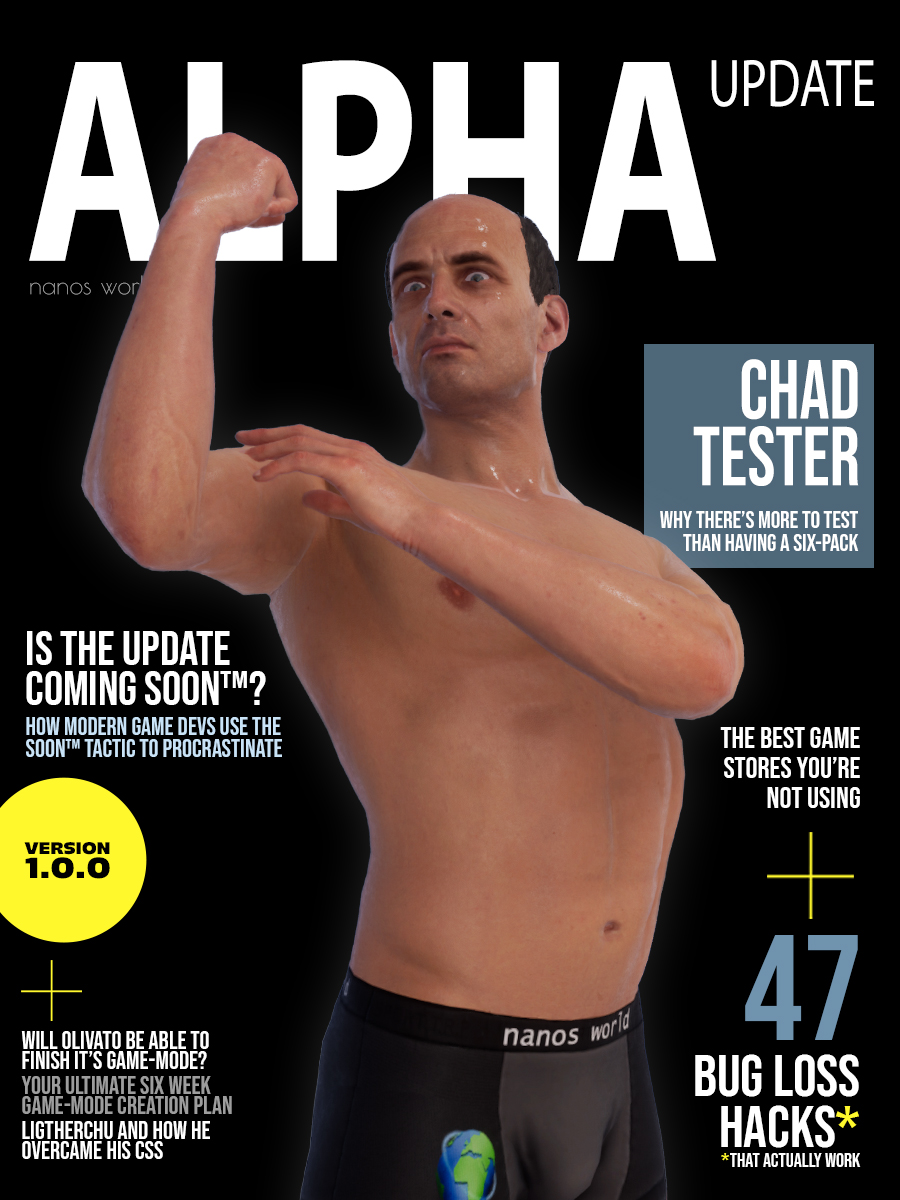 ALPHA
UPDATE
nanos worl
CHAD
TESTER
WHY THERE'S MORE TO TEST
THAN HAVING A SIX-PACK
IS THE UPDATE
COMING SOON™?
HOW MODERN GAME DEVS USE THE
SOON™ TACTIC TO PROCRASTINATE
VERSION
1.0.0
THE BEST GAME
STORES YOU'RE
NOT USING
47
BUG LOSS
HACKS*
*THAT ACTUALLY WORK
WILL OLIVATO BE ABLE TO
FINISH IT'S GAME-MODE?
YOUR ULTIMATE SIX WEEK
GAME-MODE CREATION PLAN
LIGTHERCHU AND HOW HE
OVERCAME HIS CSS
nanos world